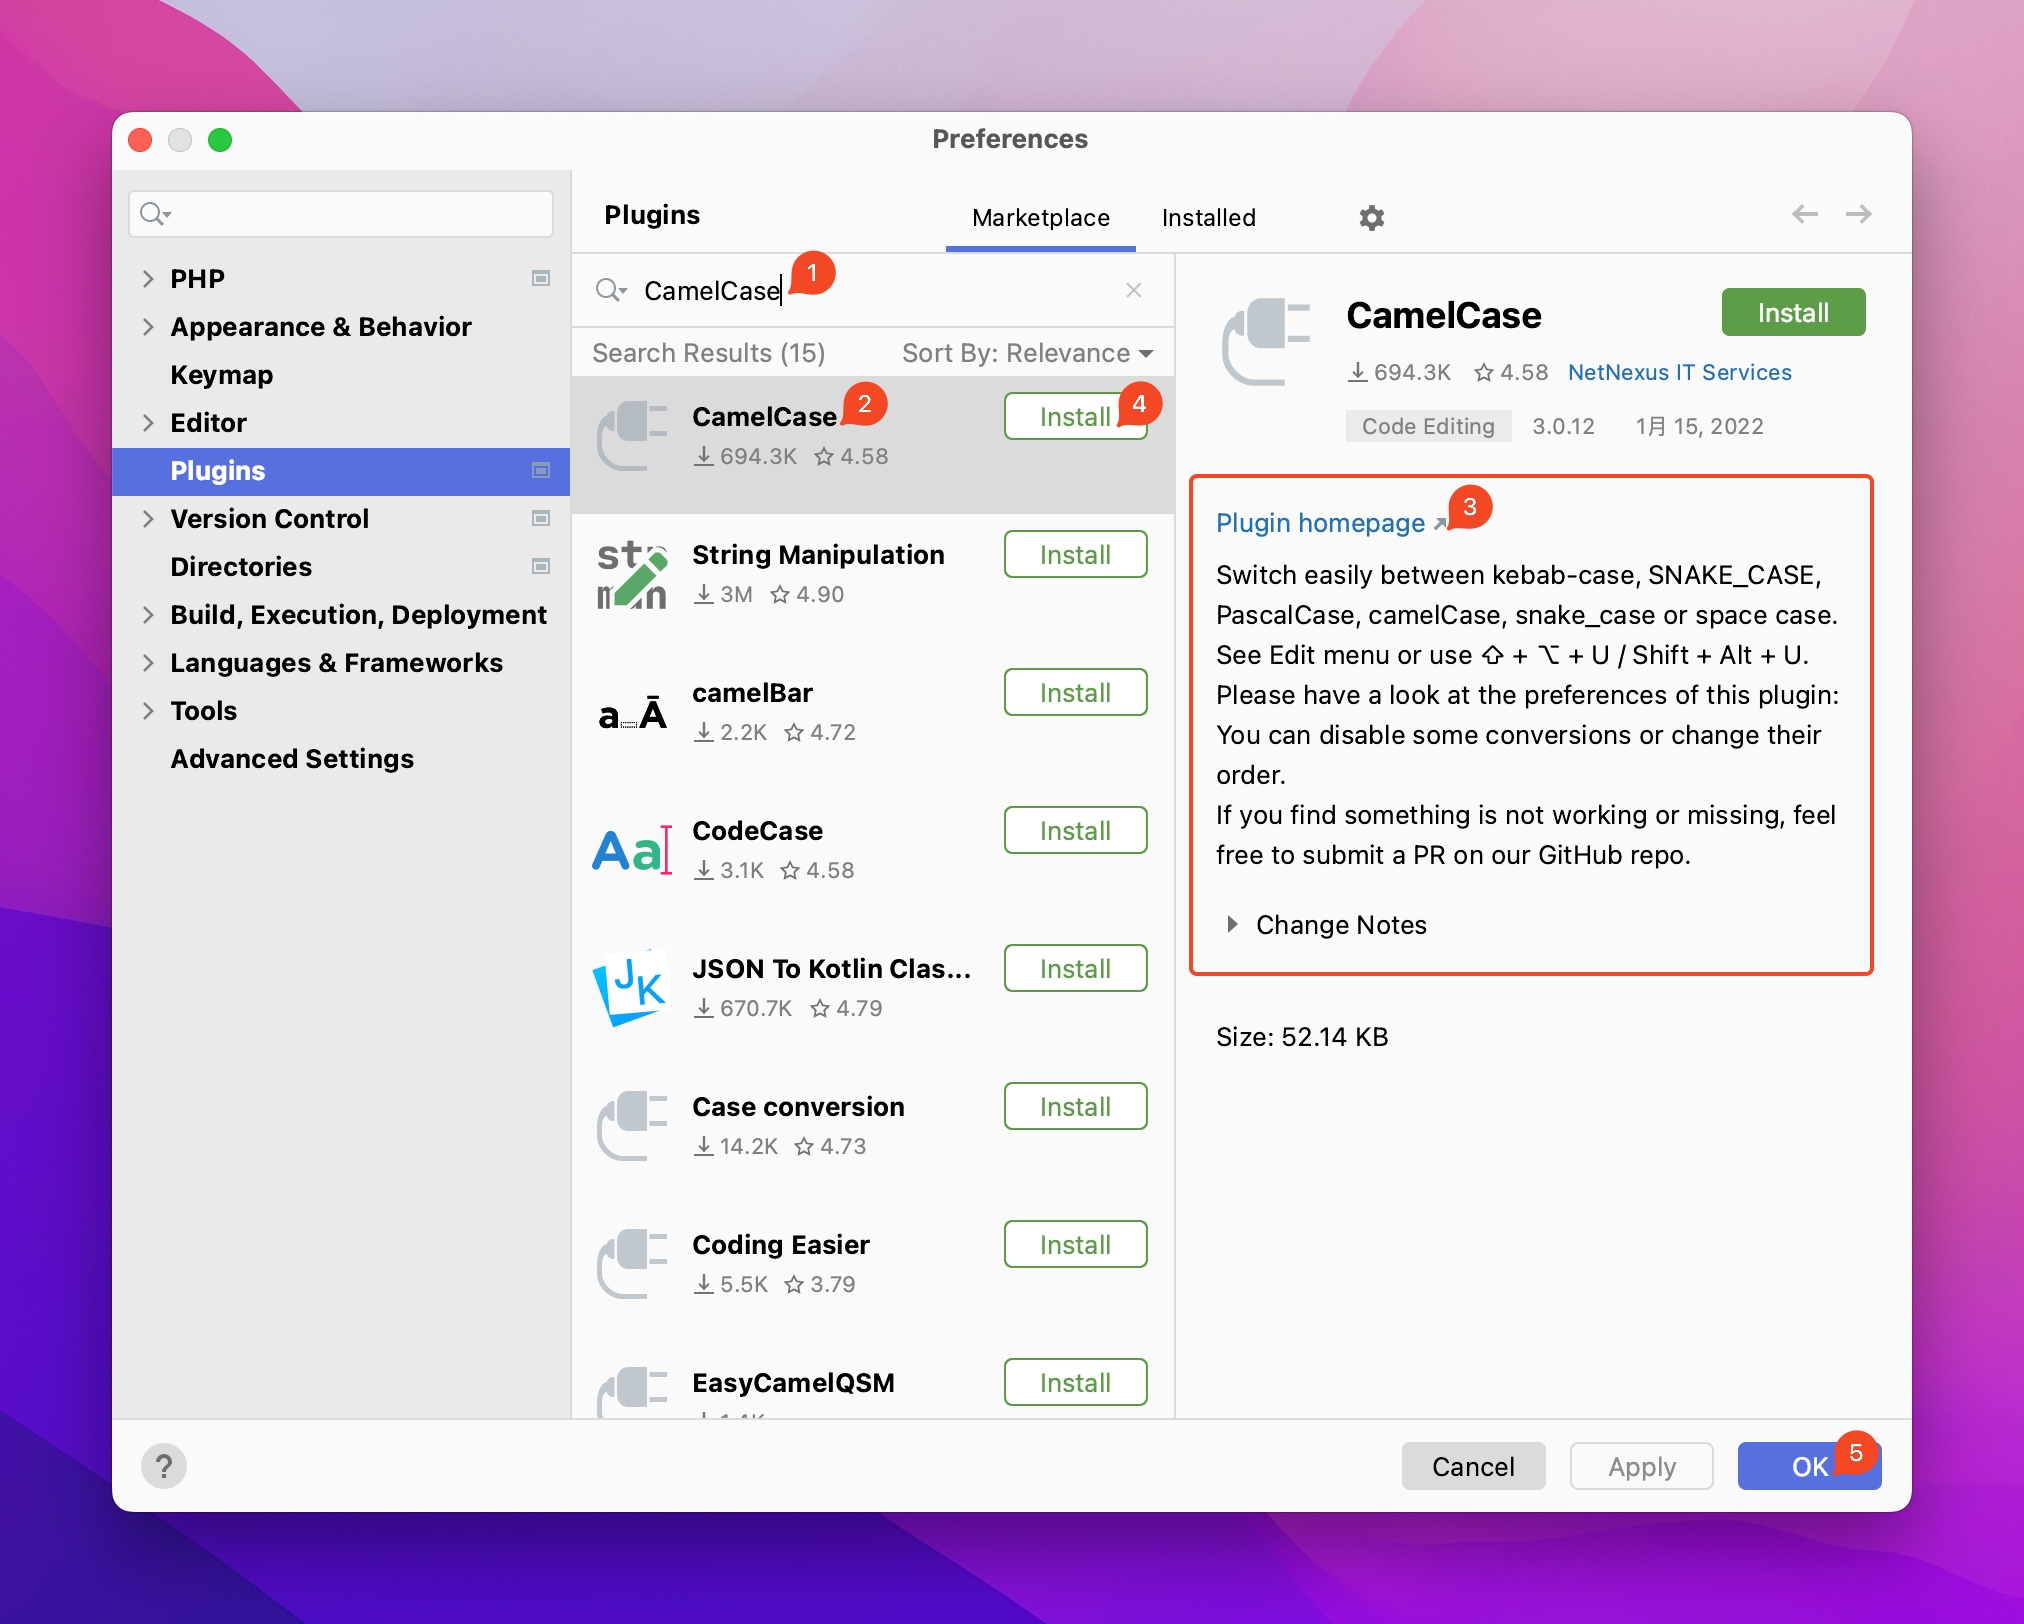 Preferences
PHP
Appearance & Behavior
Keymap
Editor
Plugins
Version Control
Directories
Build, Execution, Deployment
Languages & Frameworks
Tools
Advanced Settings
Plugins
Marketplace
Installed
CamelCase
1
Search Results (15)
Sort By: Relevance
CamelCase
2
Install
4
694.3K
4.58
str
man
String Manipulation
Install
3M
4.90
a Ā
camelBar
Install
2.2K
4.72
Aa
CodeCase
Install
3.1K
4.58
JK
JSON To Kotlin Clas...
Install
670.7K
4.79
Case conversion
Install
14.2K
4.73
Coding Easier
Install
5.5K
3.79
EasyCamelQSM
Install
CamelCase
Install
694.3K
4.58
NetNexus IT Services
Code Editing
3.0.12
1月 15, 2022
Plugin homepage
3
Switch easily between kebab-case, SNAKE_CASE,
PascalCase, camelCase, snake_case or space case.
See Edit menu or use ⇧ + ⌥ + U / Shift + Alt + U.
Please have a look at the preferences of this plugin:
You can disable some conversions or change their
order.
If you find something is not working or missing, feel
free to submit a PR on our GitHub repo.
Change Notes
Size: 52.14 KB
?
Cancel
Apply
OK
5